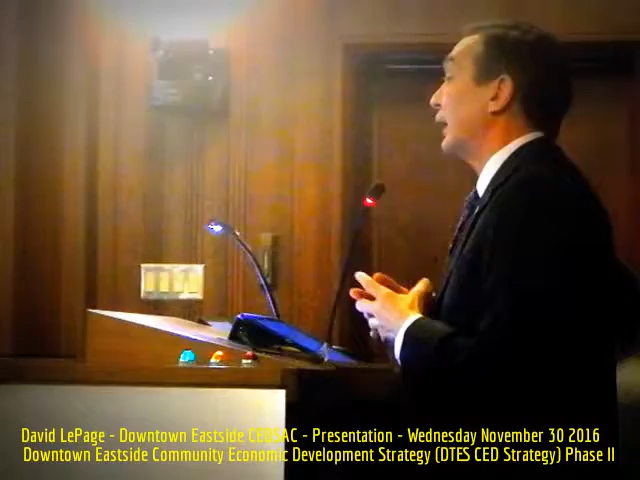 David LePage - Downtown Eastside CEDSAC - Presentation - Wednesday November 30 2016
Downtown Eastside Community Economic Development Strategy (DTES CED Strategy) Phase II